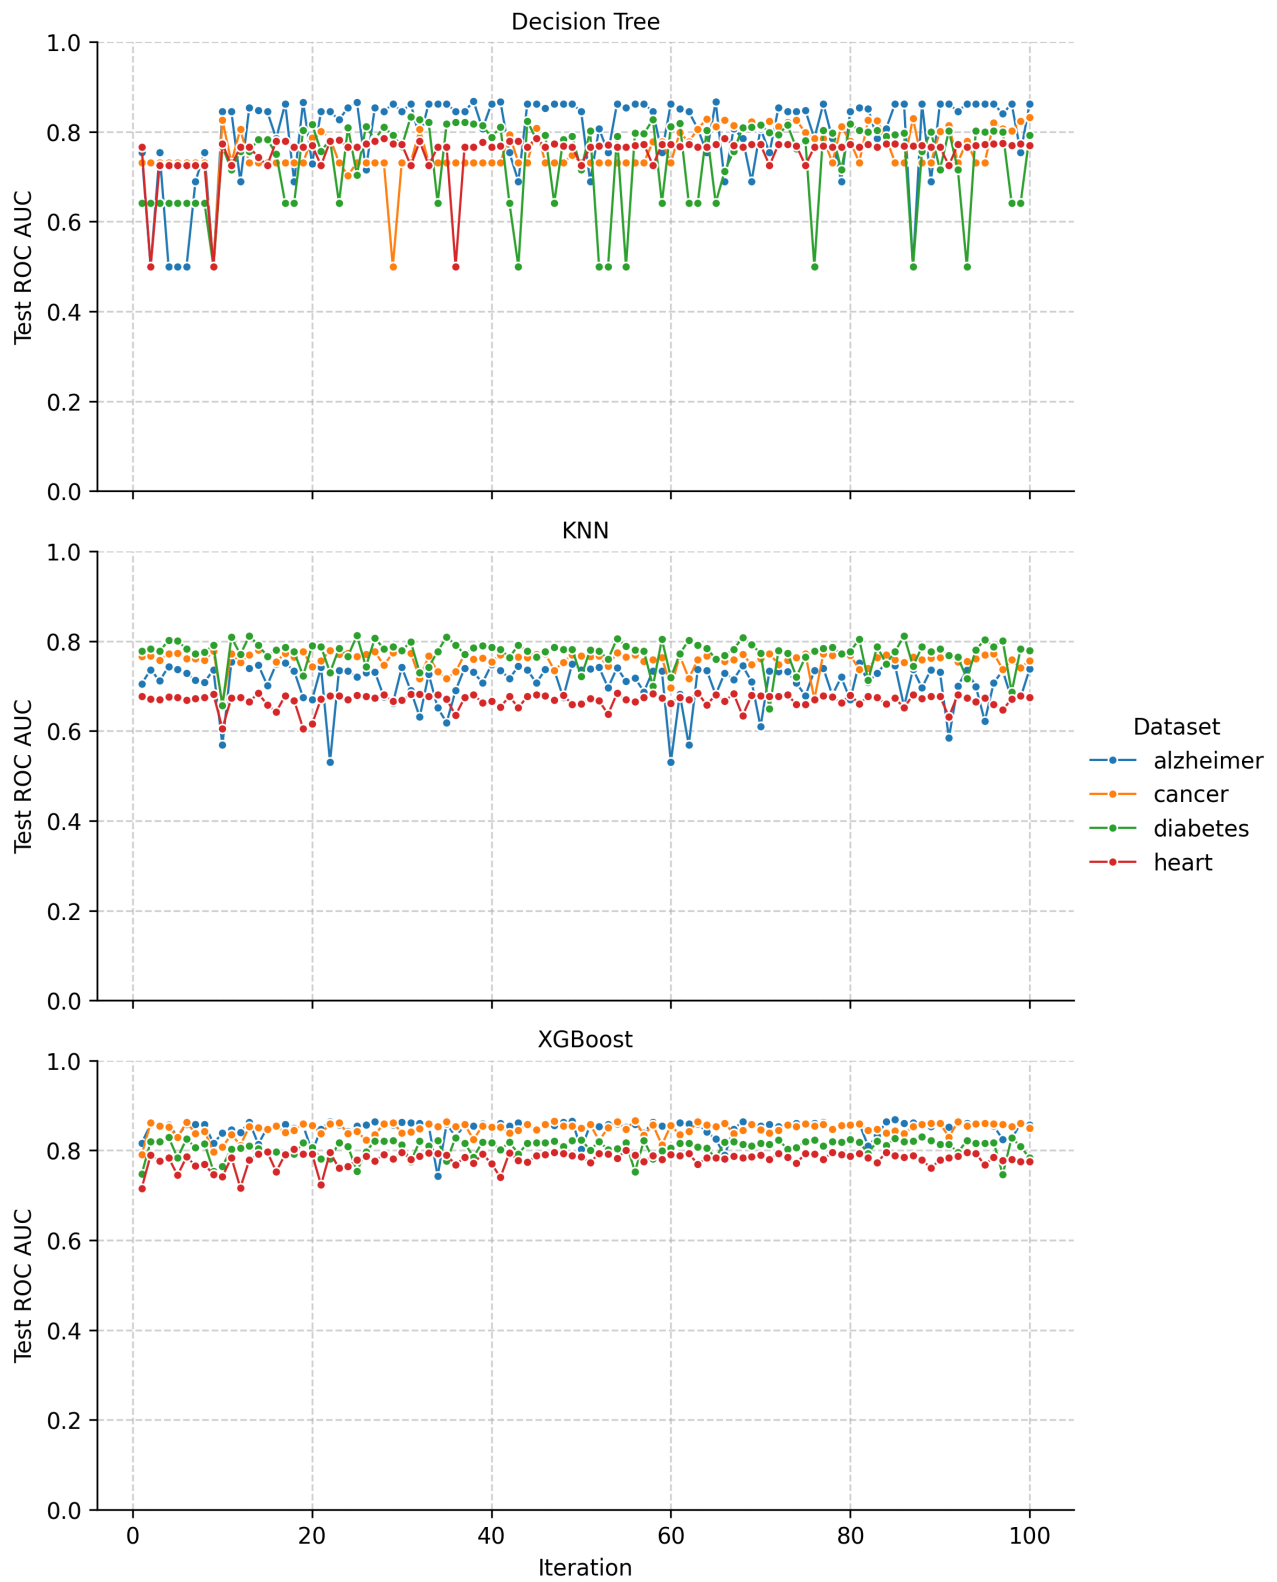 Decision Tree
1.0
0.8
0.6
0.4
0.2
0.0
Test ROC AUC
KNN
1.0
0.8
0.6
0.4
0.2
0.0
Test ROC AUC
Dataset
alzheimer
cancer
diabetes
heart
XGBoost
1.0
0.8
0.6
0.4
0.2
0.0
Test ROC AUC
0 20 40 60 80 100
Iteration